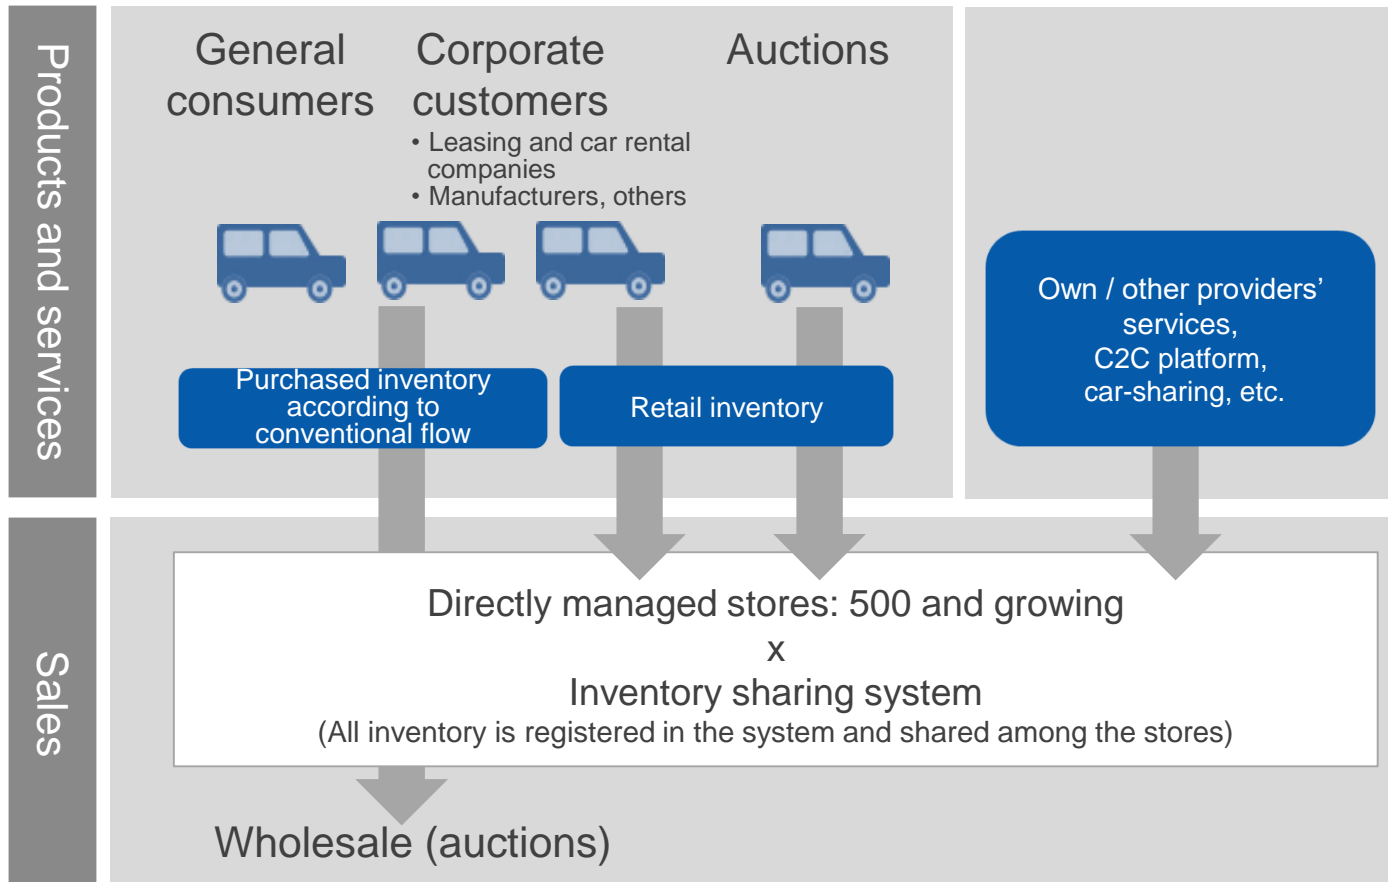 Products and services
General
consumers
Corporate
customers
• Leasing and car rental
companies
• Manufacturers, others
Auctions
Purchased inventory
according to
conventional flow
Retail inventory
Own / other providers’
services,
C2C platform,
car-sharing, etc.
Sales
Directly managed stores: 500 and growing
x
Inventory sharing system
(All inventory is registered in the system and shared among the stores)
Wholesale (auctions)